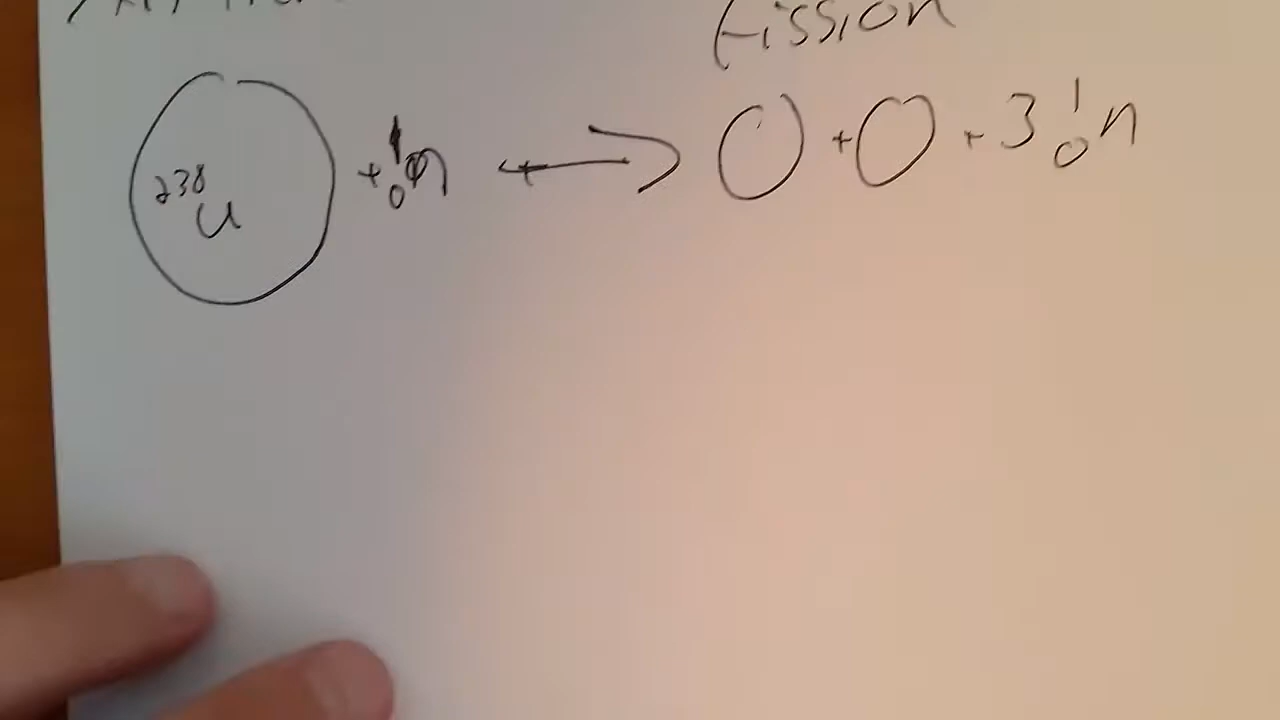 Fission
238 U + 1 0 n → + + 3 1 0 n